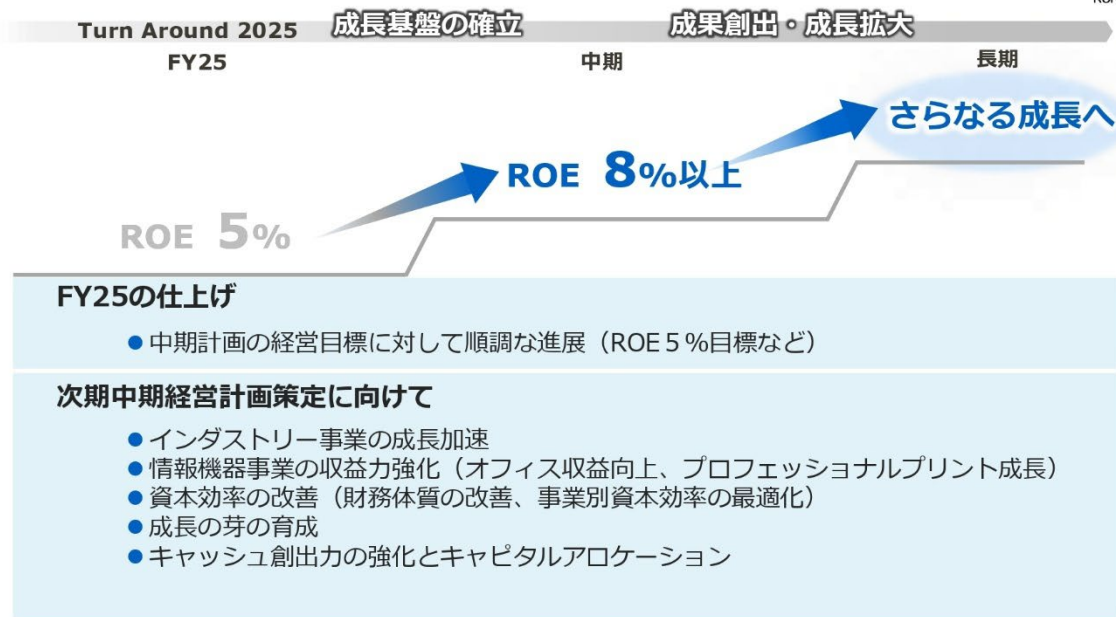 Turn Around 2025 成長基盤の確立 成果創出・成長拡大
FY25 中期 長期
さらなる成長へ
ROE 8%以上
ROE 5%
FY25の仕上げ
●中期計画の経営目標に対して順調な進展（ROE５%目標など）
次期中期経営計画策定に向けて
●インダストリー事業の成長加速
●情報機器事業の収益力強化（オフィス収益向上、プロフェッショナルプリント成長）
●資本効率の改善（財務体質の改善、事業別資本効率の最適化）
●成長の芽の育成
●キャッシュ創出力の強化とキャピタルアロケーション